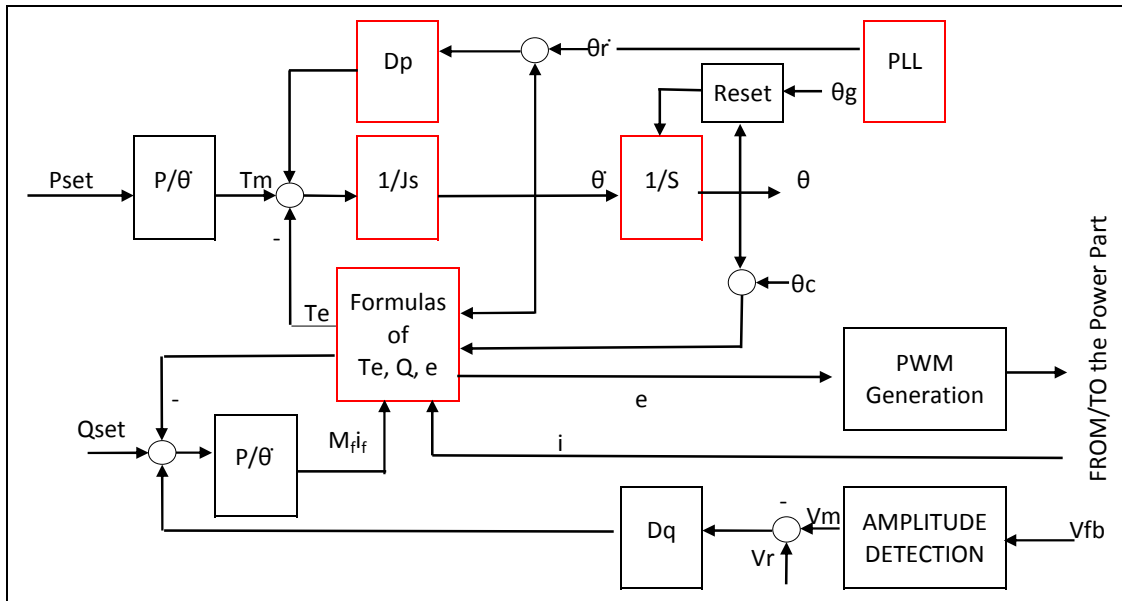 Dp
θr˙
PLL
Reset
θg
Pset
P/θ˙
Tm
1/Js
θ˙
1/S
θ
-
θc
Te
Formulas
of
Te, Q, e
PWM
Generation
e
-
Qset
P/θ˙
Mfif
i
FROM/TO the Power Part
Dq
-
Vm
Vr
AMPLITUDE
DETECTION
Vfb